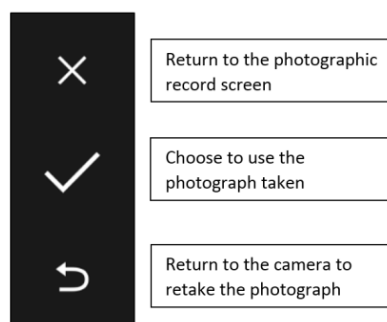 Return to the photographic
record screen
Choose to use the
photograph taken
Return to the camera to
retake the photograph